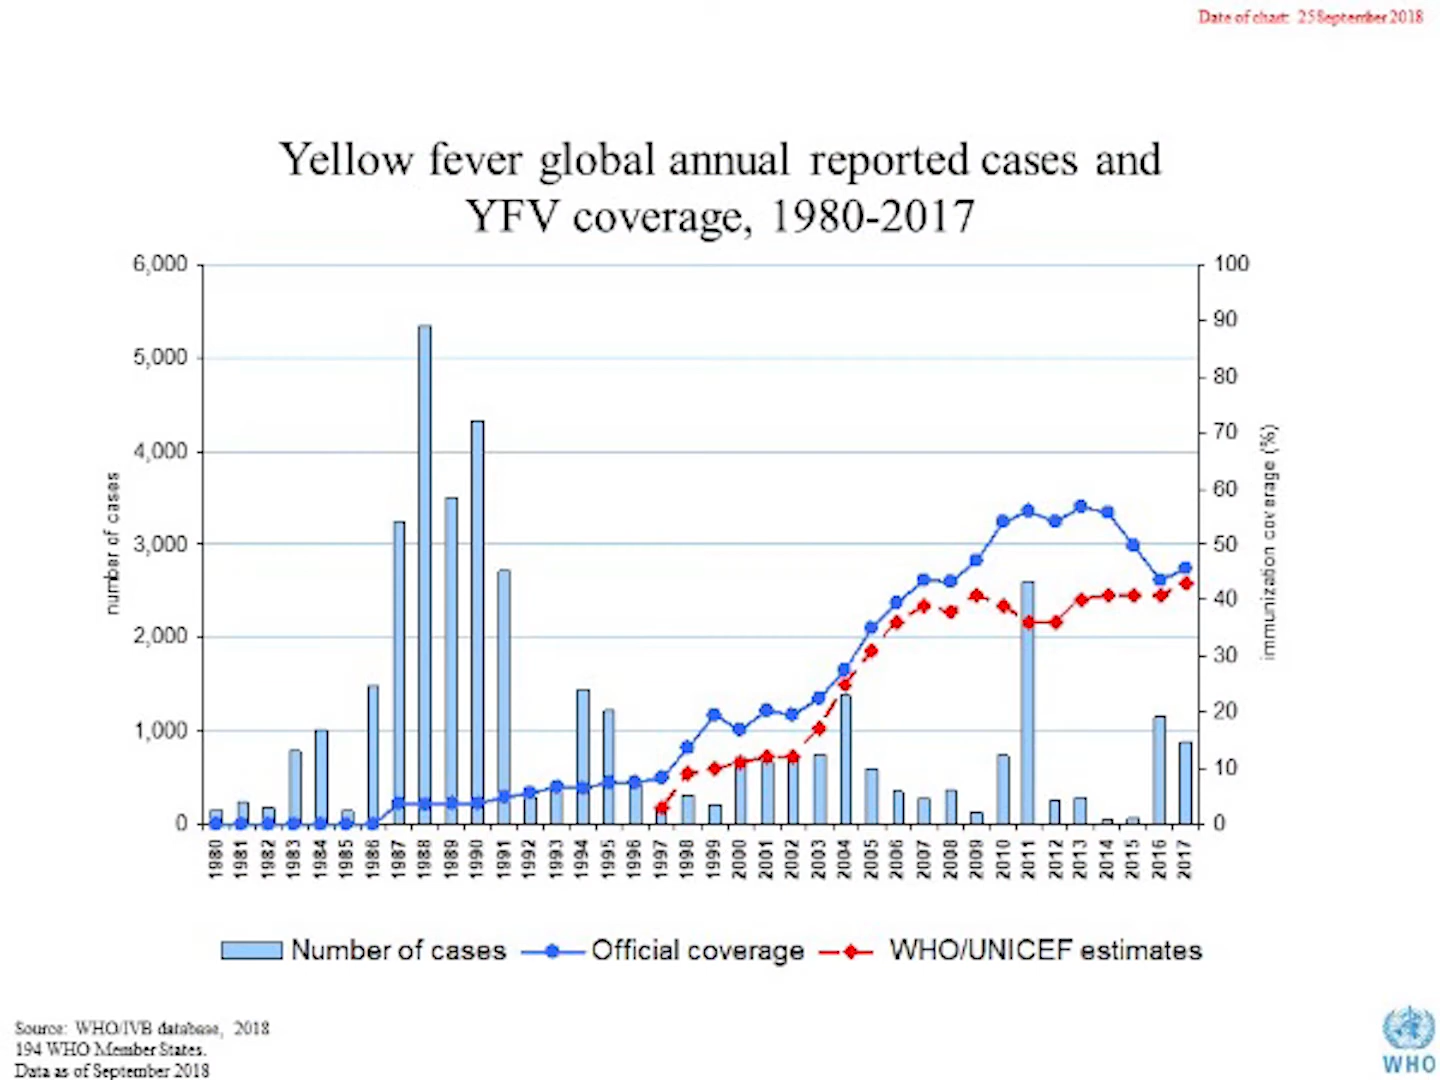 Date of chart: 25 September 2018
Yellow fever global annual reported cases and
YFV coverage, 1980-2017
6,000
5,000
4,000
3,000
2,000
1,000
0
number of cases
100
90
80
70
60
50
40
30
20
10
0
immunization coverage (%)
1980 1981 1982 1983 1984 1985 1986 1987 1988 1989 1990 1991 1992 1993 1994 1995 1996 1997 1998 1999 2000 2001 2002 2003 2004 2005 2006 2007 2008 2009 2010 2011 2012 2013 2014 2015 2016 2017
Number of cases Official coverage WHO/UNICEF estimates
Source: WHO/IVB database, 2018
194 WHO Member States.
Data as of September 2018
WHO